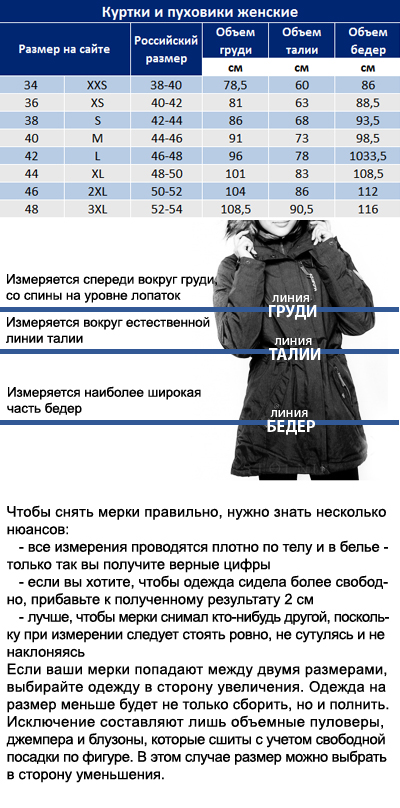 Куртки и пуховики женские
Размер на сайте Российский размер Объем груди Объем талии Объем бедер
см см см
34 XXS 38-40 78,5 60 86
36 XS 40-42 81 63 88,5
38 S 42-44 86 68 93,5
40 M 44-46 91 73 98,5
42 L 46-48 96 78 1033,5
44 XL 48-50 101 83 108,5
46 2XL 50-52 104 86 112
48 3XL 52-54 108,5 90,5 116
Измеряется спереди вокруг груди,
со спины на уровне лопаток
ЛИНИЯ
ГРУДИ
Измеряется вокруг естественной
линии талии
ЛИНИЯ
ТАЛИИ
Измеряется наиболее широкая
часть бедер
ЛИНИЯ
БЕДЕР
Чтобы снять мерки правильно, нужно знать несколько
нюансов:
- все измерения проводятся плотно по телу и в белье -
только так вы получите верные цифры
- если вы хотите, чтобы одежда сидела более свобод-
но, прибавьте к полученному результату 2 см
- лучше, чтобы мерки снимал кто-нибудь другой, посколь-
ку при измерении следует стоять ровно, не сутулясь и не
наклоняясь
Если ваши мерки попадают между двумя размерами,
выбирайте одежду в сторону увеличения. Одежда на
размер меньше будет не только сборить, но и полнить.
Исключение составляют лишь объемные пуловеры,
джемпера и блузоны, которые сшиты с учетом свободной
посадки по фигуре. В этом случае размер можно выбрать
в сторону уменьшения.